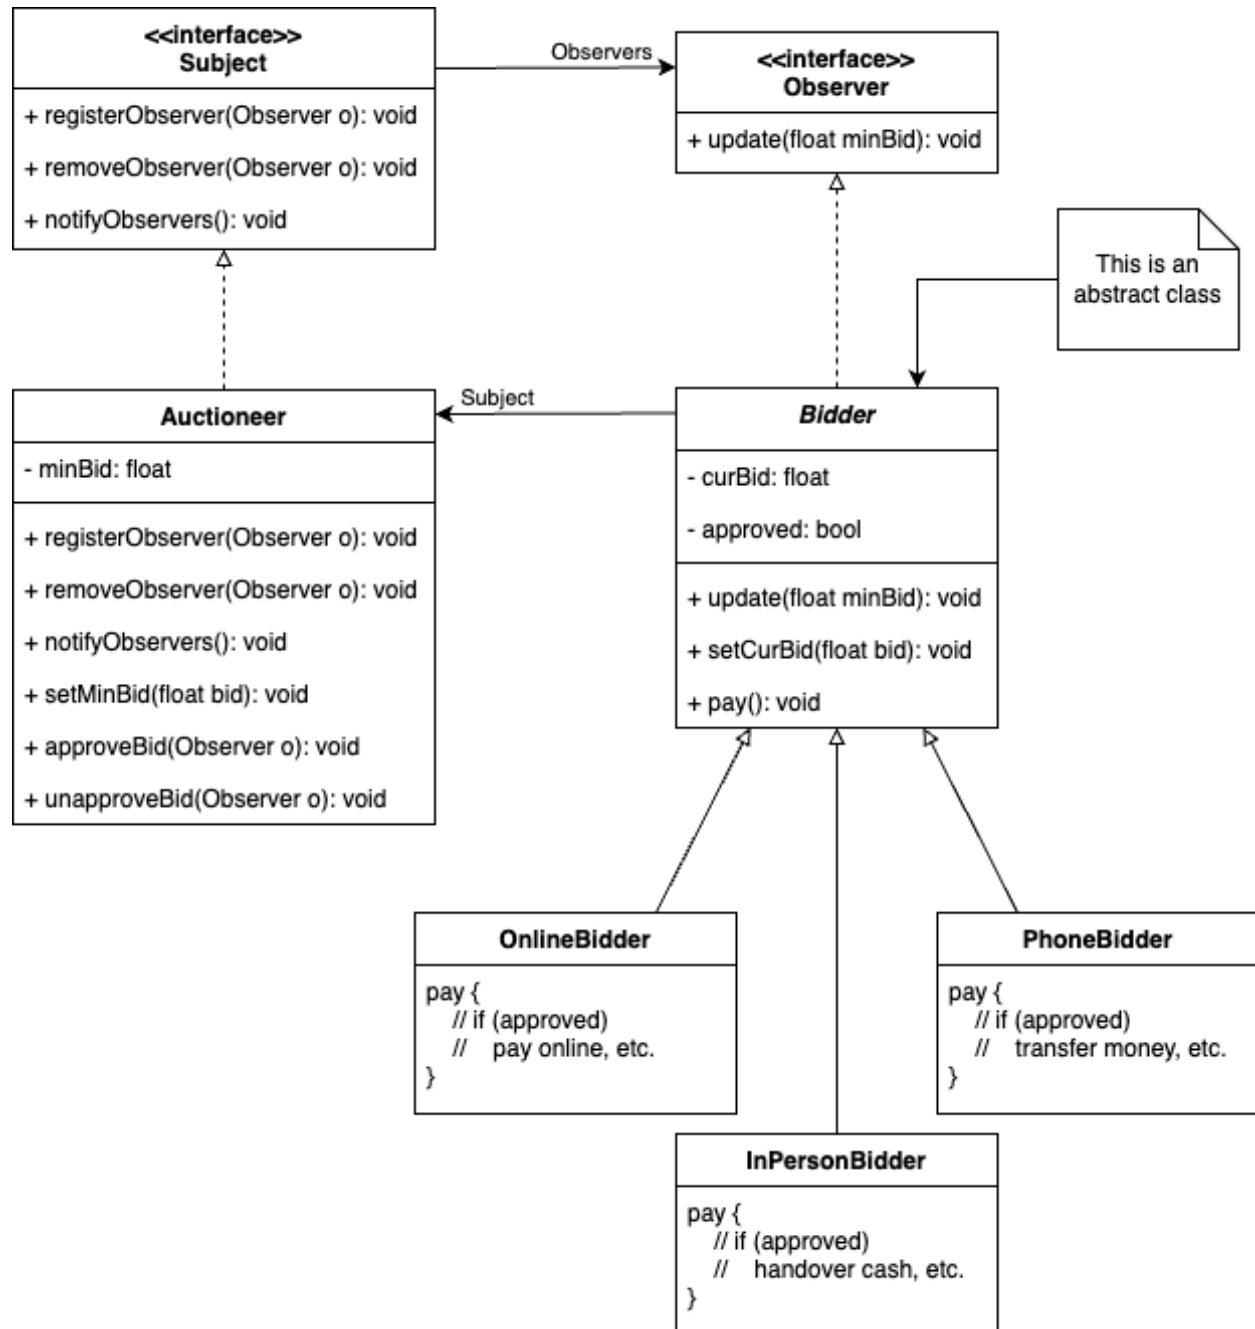 <<interface>>
Subject
+ registerObserver(Observer o): void
+ removeObserver(Observer o): void
+ notifyObservers(): void
Observers
<<interface>>
Observer
+ update(float minBid): void
This is an
abstract class
Auctioneer
- minBid: float
+ registerObserver(Observer o): void
+ removeObserver(Observer o): void
+ notifyObservers(): void
+ setMinBid(float bid): void
+ approveBid(Observer o): void
+ unapproveBid(Observer o): void
Subject
Bidder
- curBid: float
- approved: bool
+ update(float minBid): void
+ setCurBid(float bid): void
+ pay(): void
OnlineBidder
pay {
// if (approved)
// pay online, etc.
}
PhoneBidder
pay {
// if (approved)
// transfer money, etc.
}
InPersonBidder
pay {
// if (approved)
// handover cash, etc.
}